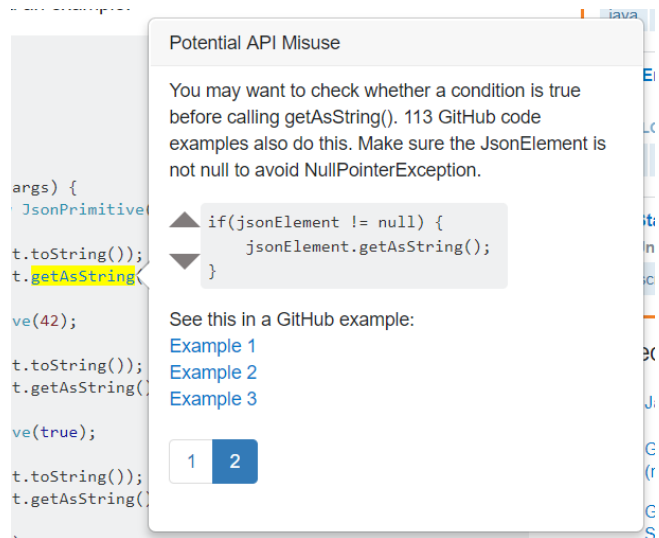 an example.
java
Potential API Misuse
You may want to check whether a condition is true
before calling getAsString(). 113 GitHub code
examples also do this. Make sure the JsonElement is
not null to avoid NullPointerException.
args) {
JsonPrimitive(
if(jsonElement != null) {
t.toString());
jsonElement.getAsString();
t.getAsString(
}
ve(42);
See this in a GitHub example:
Example 1
t.toString());
Example 2
t.getAsString()
Example 3
ve(true);
1 2
t.toString());
t.getAsString()